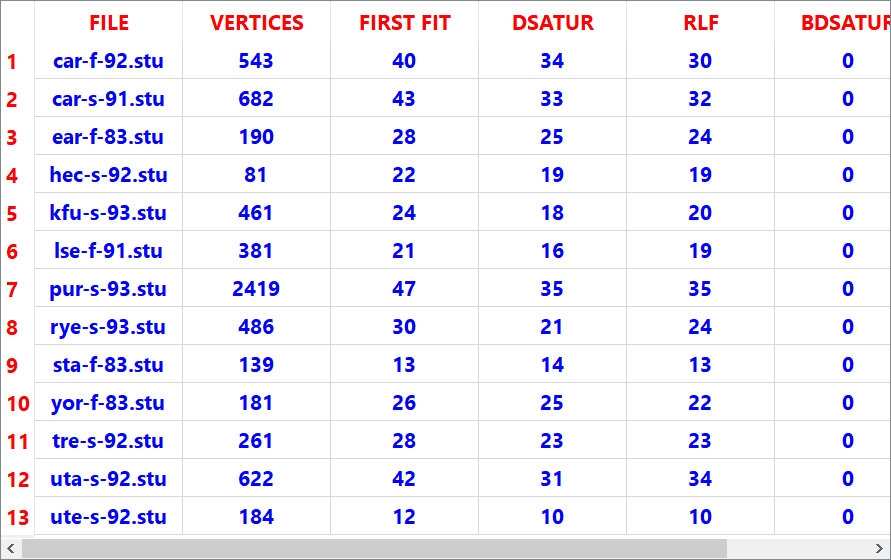 FILE VERTICES FIRST FIT DSATUR RLF BDSATUR
1 car-f-92.stu 543 40 34 30 0
2 car-s-91.stu 682 43 33 32 0
3 ear-f-83.stu 190 28 25 24 0
4 hec-s-92.stu 81 22 19 19 0
5 kfu-s-93.stu 461 24 18 20 0
6 lse-f-91.stu 381 21 16 19 0
7 pur-s-93.stu 2419 47 35 35 0
8 rye-s-93.stu 486 30 21 24 0
9 sta-f-83.stu 139 13 14 13 0
10 yor-f-83.stu 181 26 25 22 0
11 tre-s-92.stu 261 28 23 23 0
12 uta-s-92.stu 622 42 31 34 0
13 ute-s-92.stu 184 12 10 10 0